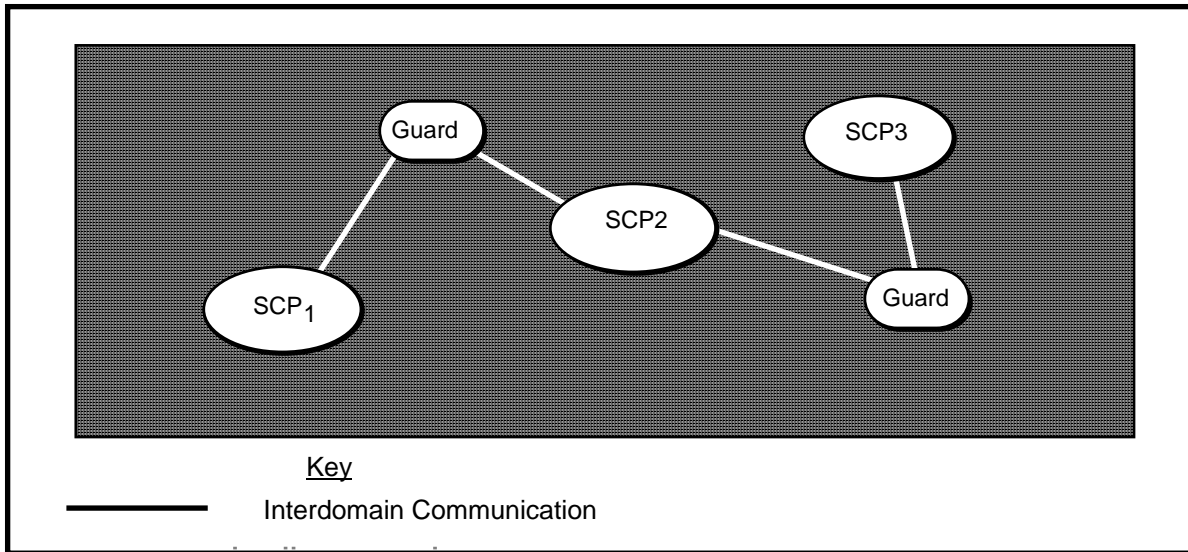 Guard
SCP3
SCP2
Guard
SCP1
Key
Interdomain Communication